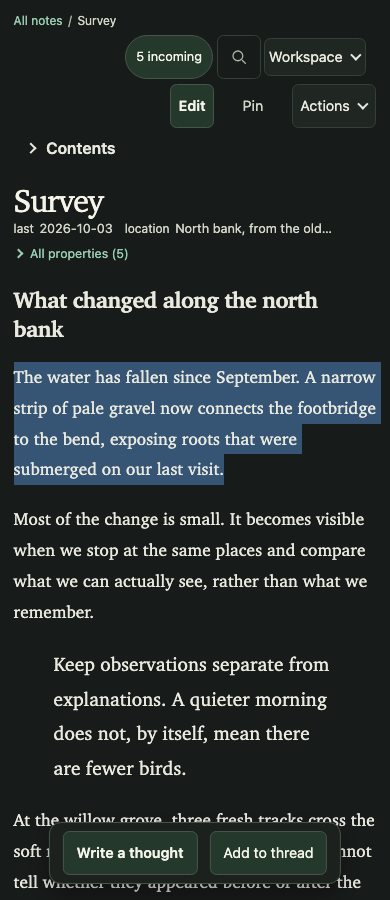 All notes / Survey
5 incoming
Workspace
Edit
Pin
Actions
Contents
Survey
last 2026-10-03 location North bank, from the old...
All properties (5)
What changed along the north
bank
The water has fallen since September. A narrow
strip of pale gravel now connects the footbridge
to the bend, exposing roots that were
submerged on our last visit.
Most of the change is small. It becomes visible
when we stop at the same places and compare
what we can actually see, rather than what we
remember.
Keep observations separate from
explanations. A quieter morning
does not, by itself, mean there
are fewer birds.
At the willow grove, three fresh tracks cross the
soft
Write a thought
Add to thread
tell whether they appeared before or after the